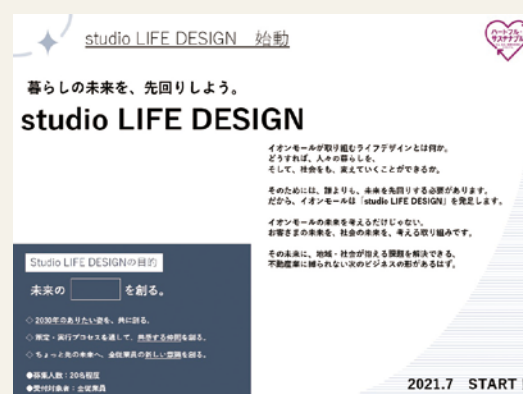 studio LIFE DESIGN 始動
ハートフル・
サステナブル
暮らしの未来を、先回りしよう。
studio LIFE DESIGN
イオンモールが取り組むライフデザインとは何か。
どうすれば、人々の暮らしを、
そして、社会をも、変えていくことができるか。
そのためには、誰よりも、未来を先回りする必要があります。
だから、イオンモールは「studio LIFE DESIGN」を発足します。
イオンモールの未来を考えるだけじゃない。
お客さまの未来を、社会の未来を、考える取り組みです。
その未来に、地域・社会が抱える課題を解決できる、
不動産業に縛られない次のビジネスの形があるはず。
Studio LIFE DESIGNの目的
未来の を創る。
◇ 2030年のありたい姿を、共に創る。
◇ 策定・実行プロセスを通して、共感する仲間を創る。
◇ ちょっと先の未来へ、全従業員の新しい意識を創る。
●募集人数：20名程度
●受付対象者：全従業員
2021.7 START